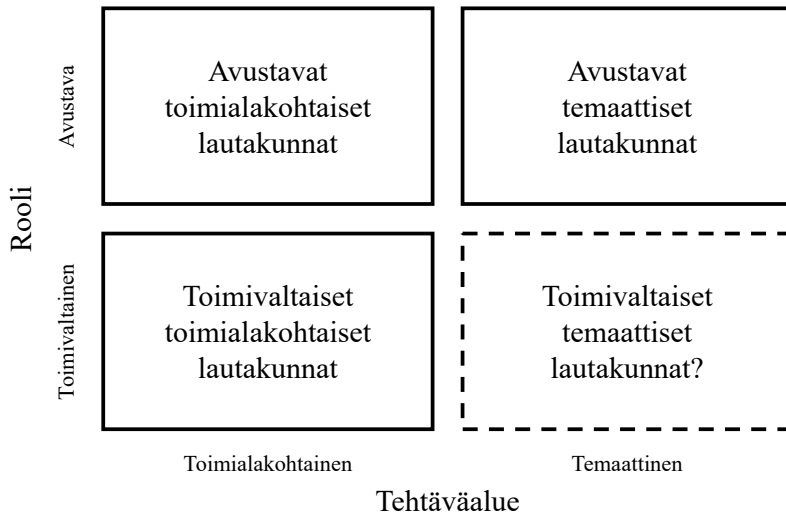 Rooli
Avustava
Avustavat
toimialakohtaiset
lautakunnat
Avustavat
temaattiset
lautakunnat
Toimivaltainen
Toimivaltaiset
toimialakohtaiset
lautakunnat
Toimivaltaiset
temaattiset
lautakunnat?
Toimialakohtainen
Temaattinen
Tehtäväalue